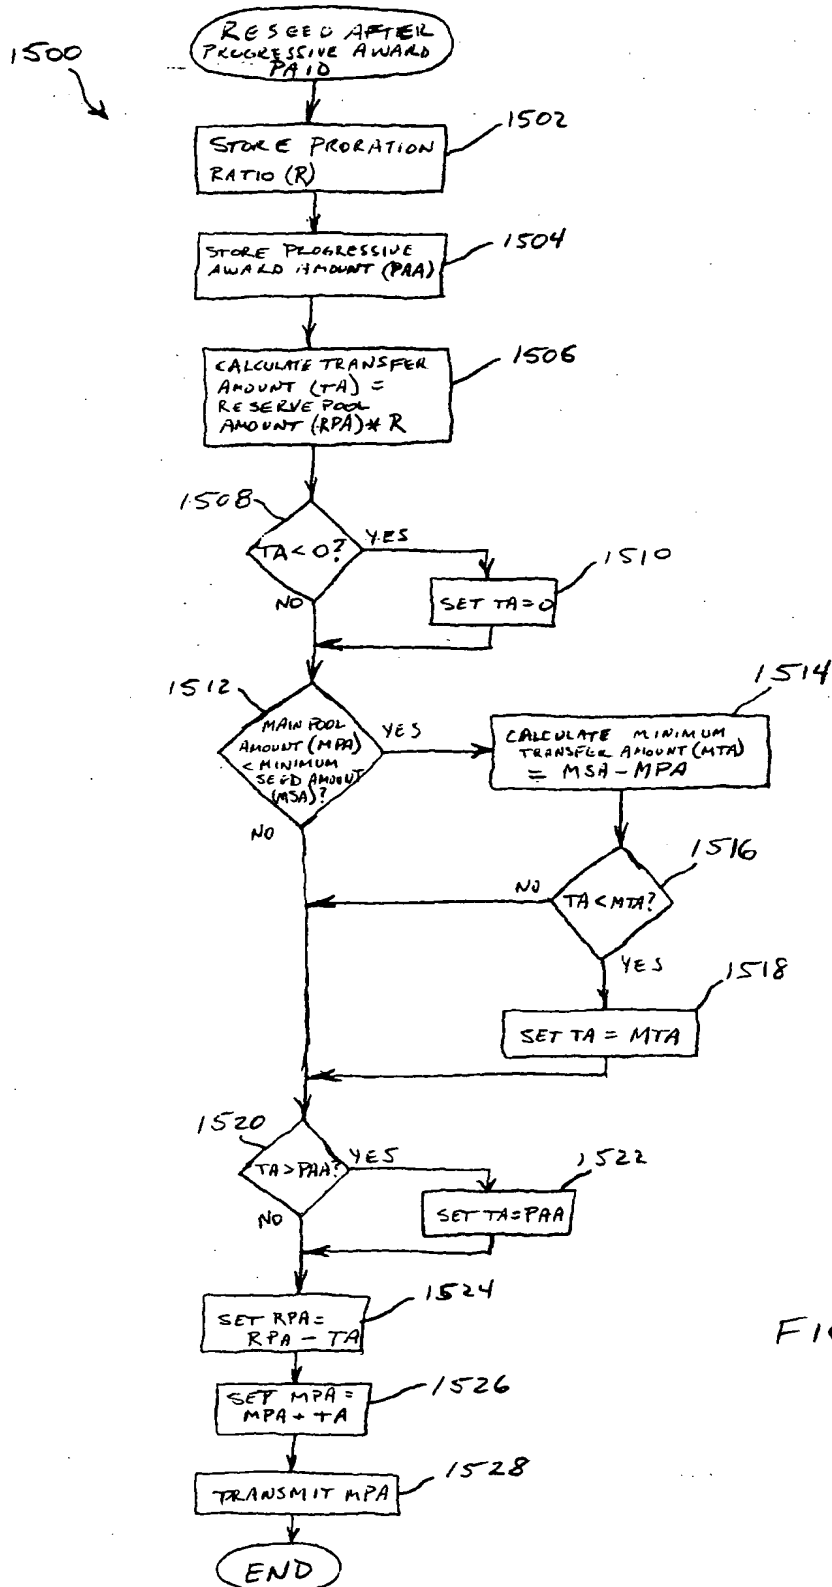 1500
RESEED AFTER
PROGRESSIVE AWARD
PAID
1502
STORE PRORATION
RATIO (R)
1504
STORE PROGRESSIVE
AWARD AMOUNT (PAA)
1506
CALCULATE TRANSFER
AMOUNT (TA) =
RESERVE POOL
AMOUNT (RPA) * R
1508
TA < 0?
YES
NO
1510
SET TA = 0
1512
MAIN POOL
AMOUNT (MPA)
< MINIMUM
SEED AMOUNT
(MSA)?
YES
NO
1514
CALCULATE MINIMUM
TRANSFER AMOUNT (MTA)
= MSA - MPA
1516
TA < MTA?
NO
YES
1518
SET TA = MTA
1520
TA > PAA?
YES
NO
1522
SET TA = PAA
1524
SET RPA =
RPA - TA
1526
SET MPA =
MPA + TA
1528
TRANSMIT MPA
END